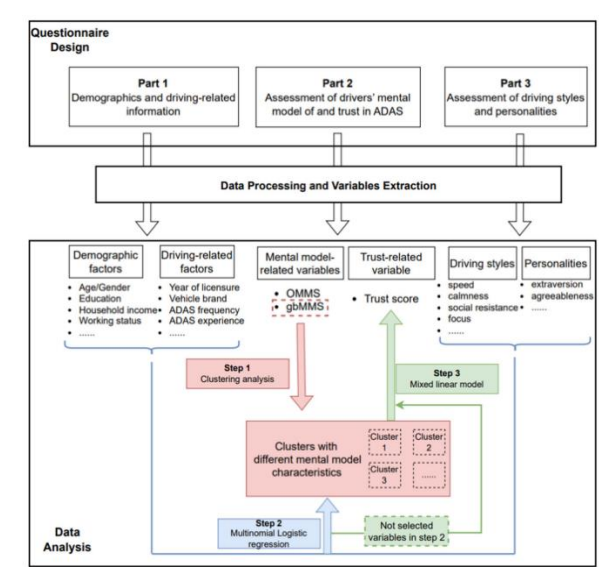 Questionnaire
Design
Part 1
Demographics and driving-related
information
Part 2
Assessment of drivers' mental
model of and trust in ADAS
Part 3
Assessment of driving styles
and personalities
Data Processing and Variables Extraction
Demographic
factors
• Age/Gender
• Education
• Household income
• Working status
• ......
Driving-related
factors
• Year of licensure
• Vehicle brand
• ADAS frequency
• ADAS experience
• ......
Mental model-
related variables
• OMMS
• gbMMS
Trust-related
variable
• Trust score
Driving styles
• speed
• calmness
• social resistance
• focus
• ......
Personalities
• extraversion
• agreeableness
• ......
Step 1
Clustering analysis
Step 3
Mixed linear model
Clusters with
different mental model
characteristics
Cluster
1
Cluster
2
Cluster
3
......
Step 2
Multinomial Logistic
regression
Not selected
variables in step 2
Data
Analysis